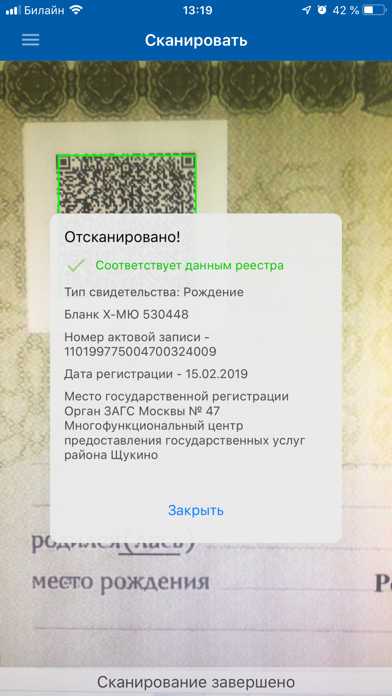 Билайн 13:19 42 %
Сканировать
Отсканировано!
Соответствует данным реестра
Тип свидетельства: Рождение
Бланк X-МЮ 530448
Номер актовой записи -
110199775004700324009
Дата регистрации - 15.02.2019
Место государственной регистрации
Орган ЗАГС Москвы № 47
Многофункциональный центр
предоставления государственных услуг
района Щукино
Закрыть
родился(лась)
место рождения Р
Сканирование завершено